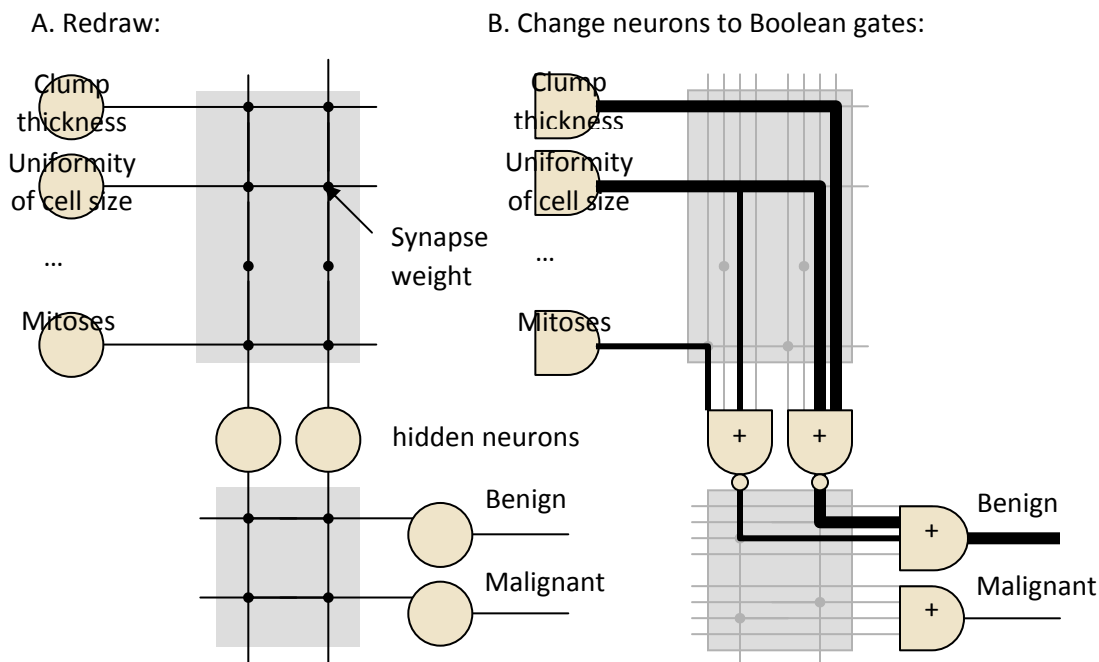 A. Redraw:
Clump
thickness
Uniformity
of cell size
...
Mitoses
Synapse
weight
hidden neurons
Benign
Malignant
B. Change neurons to Boolean gates:
Clump
thickness
Uniformity
of cell size
...
Mitoses
+
+
+
Benign
+
Malignant